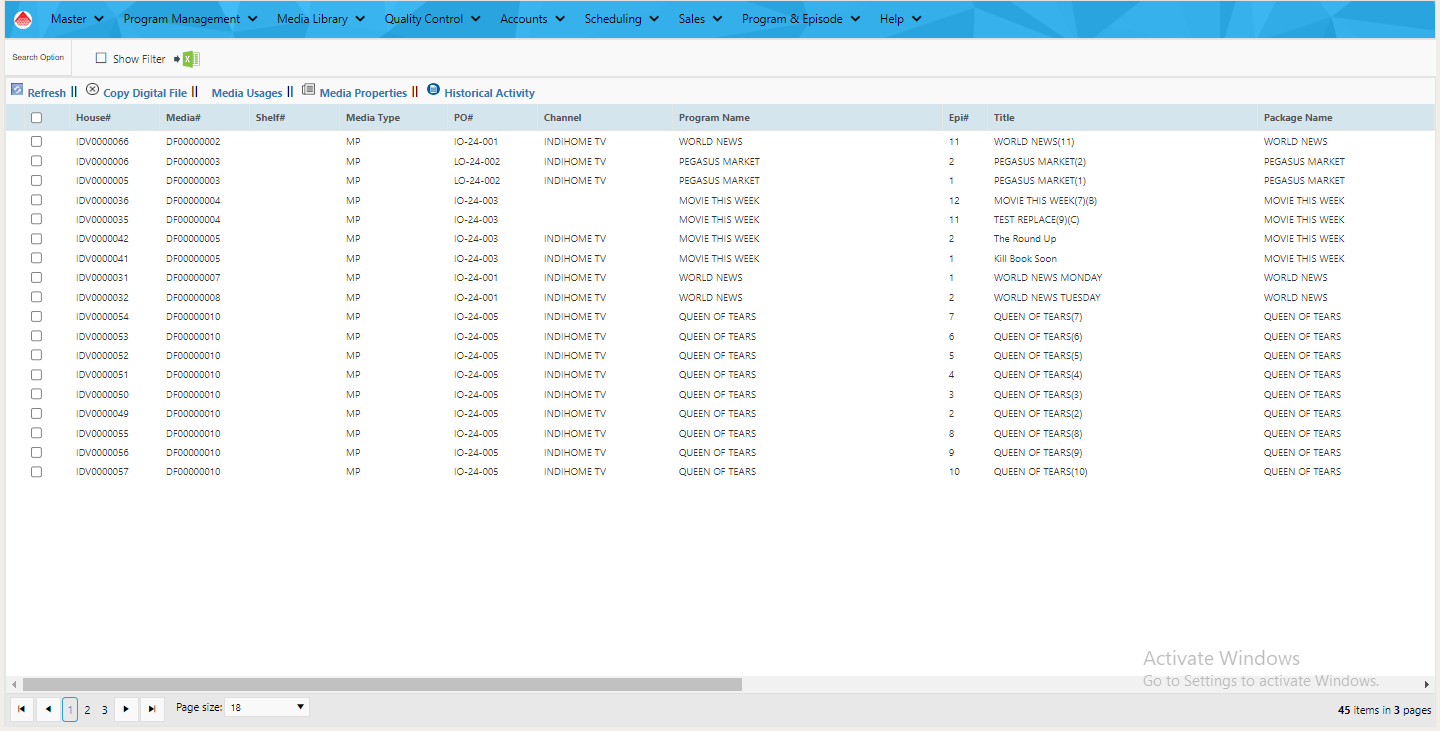 Master Program Management Media Library Quality Control Accounts Scheduling Sales Program & Episode Help
Search Option Show Filter
Refresh || Copy Digital File || Media Usages || Media Properties || Historical Activity
House# Media# Shelf# Media Type PO# Channel Program Name Epi# Title Package Name
IDV0000066 DF00000002 MP IO-24-001 INDIHOME TV WORLD NEWS 11 WORLD NEWS(11) WORLD NEWS
IDV0000006 DF00000003 MP LO-24-002 INDIHOME TV PEGASUS MARKET 2 PEGASUS MARKET(2) PEGASUS MARKET
IDV0000005 DF00000003 MP LO-24-002 INDIHOME TV PEGASUS MARKET 1 PEGASUS MARKET(1) PEGASUS MARKET
IDV0000036 DF00000004 MP IO-24-003 MOVIE THIS WEEK 12 MOVIE THIS WEEK(7)(B) MOVIE THIS WEEK
IDV0000035 DF00000004 MP IO-24-003 MOVIE THIS WEEK 11 TEST REPLACE(9)(C) MOVIE THIS WEEK
IDV0000042 DF00000005 MP IO-24-003 INDIHOME TV MOVIE THIS WEEK 2 The Round Up MOVIE THIS WEEK
IDV0000041 DF00000005 MP IO-24-003 INDIHOME TV MOVIE THIS WEEK 1 Kill Book Soon MOVIE THIS WEEK
IDV0000031 DF00000007 MP IO-24-001 INDIHOME TV WORLD NEWS 1 WORLD NEWS MONDAY WORLD NEWS
IDV0000032 DF00000008 MP IO-24-001 INDIHOME TV WORLD NEWS 2 WORLD NEWS TUESDAY WORLD NEWS
IDV0000054 DF00000010 MP IO-24-005 INDIHOME TV QUEEN OF TEARS 7 QUEEN OF TEARS(7) QUEEN OF TEARS
IDV0000053 DF00000010 MP IO-24-005 INDIHOME TV QUEEN OF TEARS 6 QUEEN OF TEARS(6) QUEEN OF TEARS
IDV0000052 DF00000010 MP IO-24-005 INDIHOME TV QUEEN OF TEARS 5 QUEEN OF TEARS(5) QUEEN OF TEARS
IDV0000051 DF00000010 MP IO-24-005 INDIHOME TV QUEEN OF TEARS 4 QUEEN OF TEARS(4) QUEEN OF TEARS
IDV0000050 DF00000010 MP IO-24-005 INDIHOME TV QUEEN OF TEARS 3 QUEEN OF TEARS(3) QUEEN OF TEARS
IDV0000049 DF00000010 MP IO-24-005 INDIHOME TV QUEEN OF TEARS 2 QUEEN OF TEARS(2) QUEEN OF TEARS
IDV0000055 DF00000010 MP IO-24-005 INDIHOME TV QUEEN OF TEARS 8 QUEEN OF TEARS(8) QUEEN OF TEARS
IDV0000056 DF00000010 MP IO-24-005 INDIHOME TV QUEEN OF TEARS 9 QUEEN OF TEARS(9) QUEEN OF TEARS
IDV0000057 DF00000010 MP IO-24-005 INDIHOME TV QUEEN OF TEARS 10 QUEEN OF TEARS(10) QUEEN OF TEARS
Activate Windows
Go to Settings to activate Windows.
1 2 3 Page size: 18 45 items in 3 pages